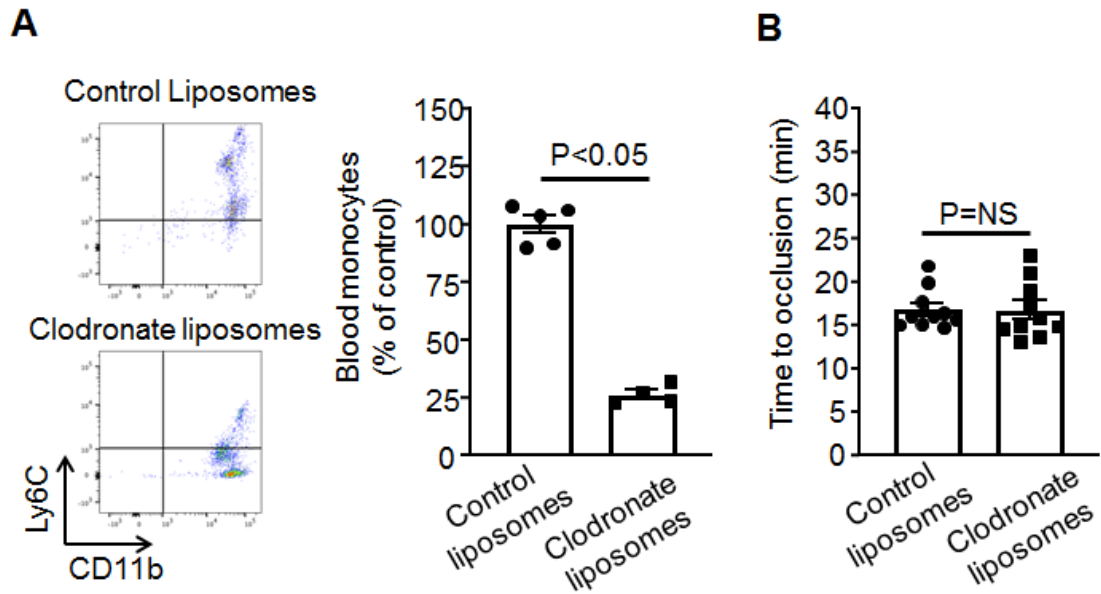 A
B
Control Liposomes
Clodronate liposomes
Ly6C
CD11b
Blood monocytes
(% of control)
150
125
100
75
50
25
0
P<0.05
Control
liposomes
Clodronate
liposomes
Time to occlusion (min)
40
35
30
25
20
15
10
5
0
P=NS
Control
liposomes
Clodronate
liposomes